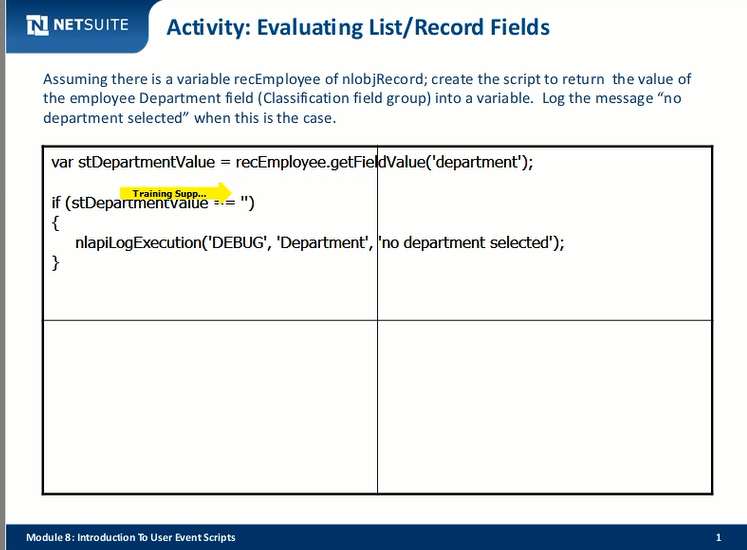 NETSUITE
Activity: Evaluating List/Record Fields
Assuming there is a variable recEmployee of nlobjRecord; create the script to return the value of
the employee Department field (Classification field group) into a variable. Log the message “no
department selected” when this is the case.
var stDepartmentValue = recEmployee.getFieldValue('department');
Training Supp...
if (stDepartmentValue == '')
{
nlapiLogExecution('DEBUG', 'Department', 'no department selected');
}
Module 8: Introduction To User Event Scripts
1